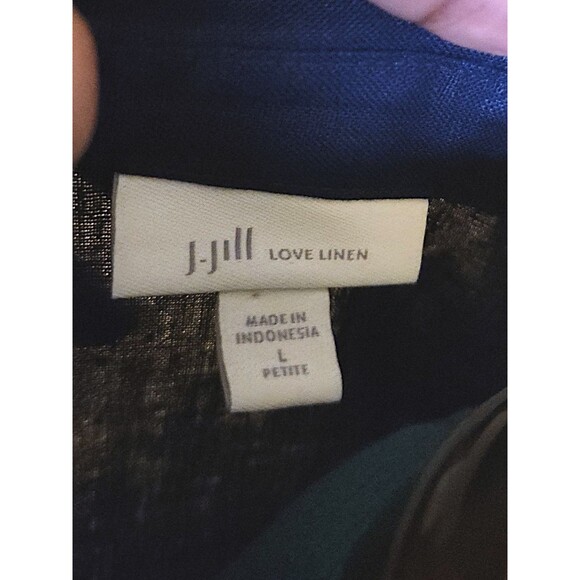 J-Jill LOVE LINEN
MADE IN
INDONESIA
L
PETITE